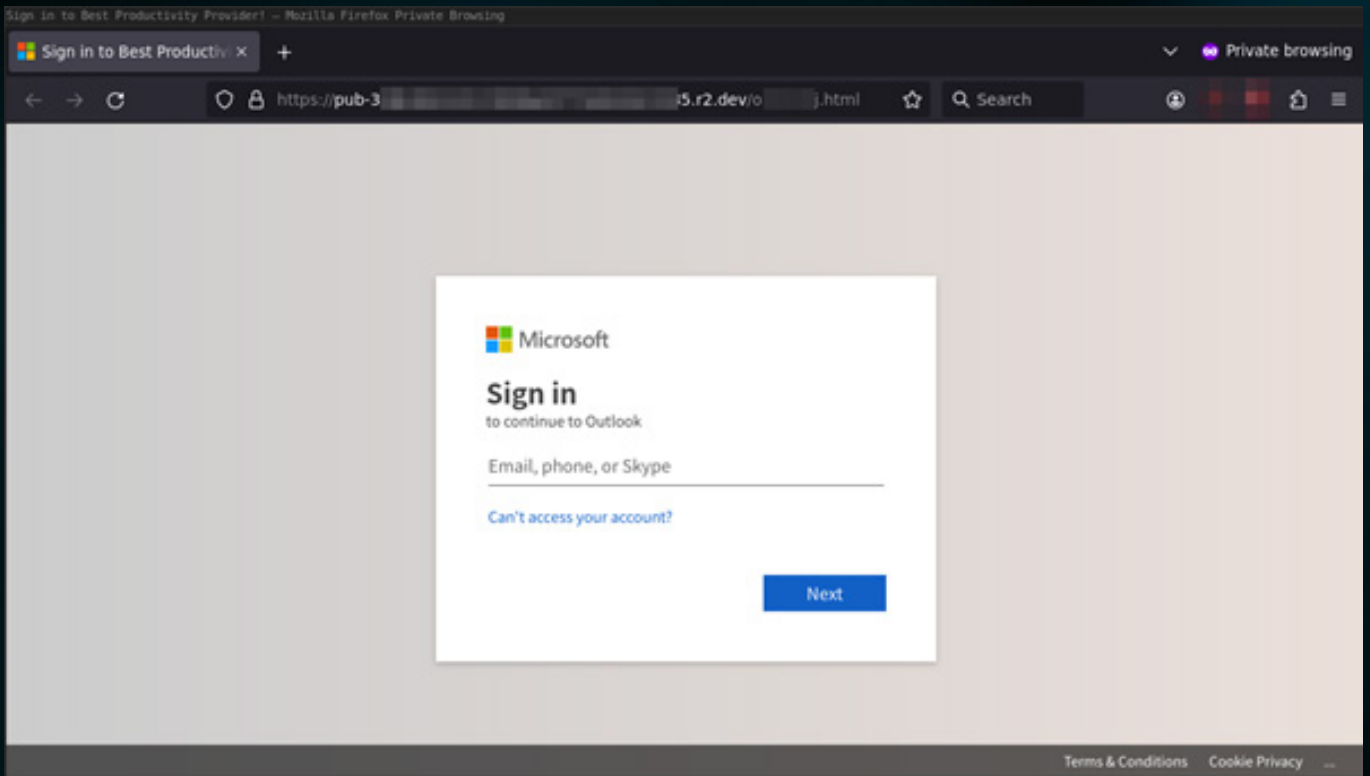 Sign in to Best Productivity Provider! — Mozilla Firefox Private Browsing
Sign in to Best Productiv
Private browsing
https://pub-3 5.r2.dev/o j.html
Search
Microsoft
Sign in
to continue to Outlook
Email, phone, or Skype
Can't access your account?
Next
Terms & Conditions Cookie Privacy ...